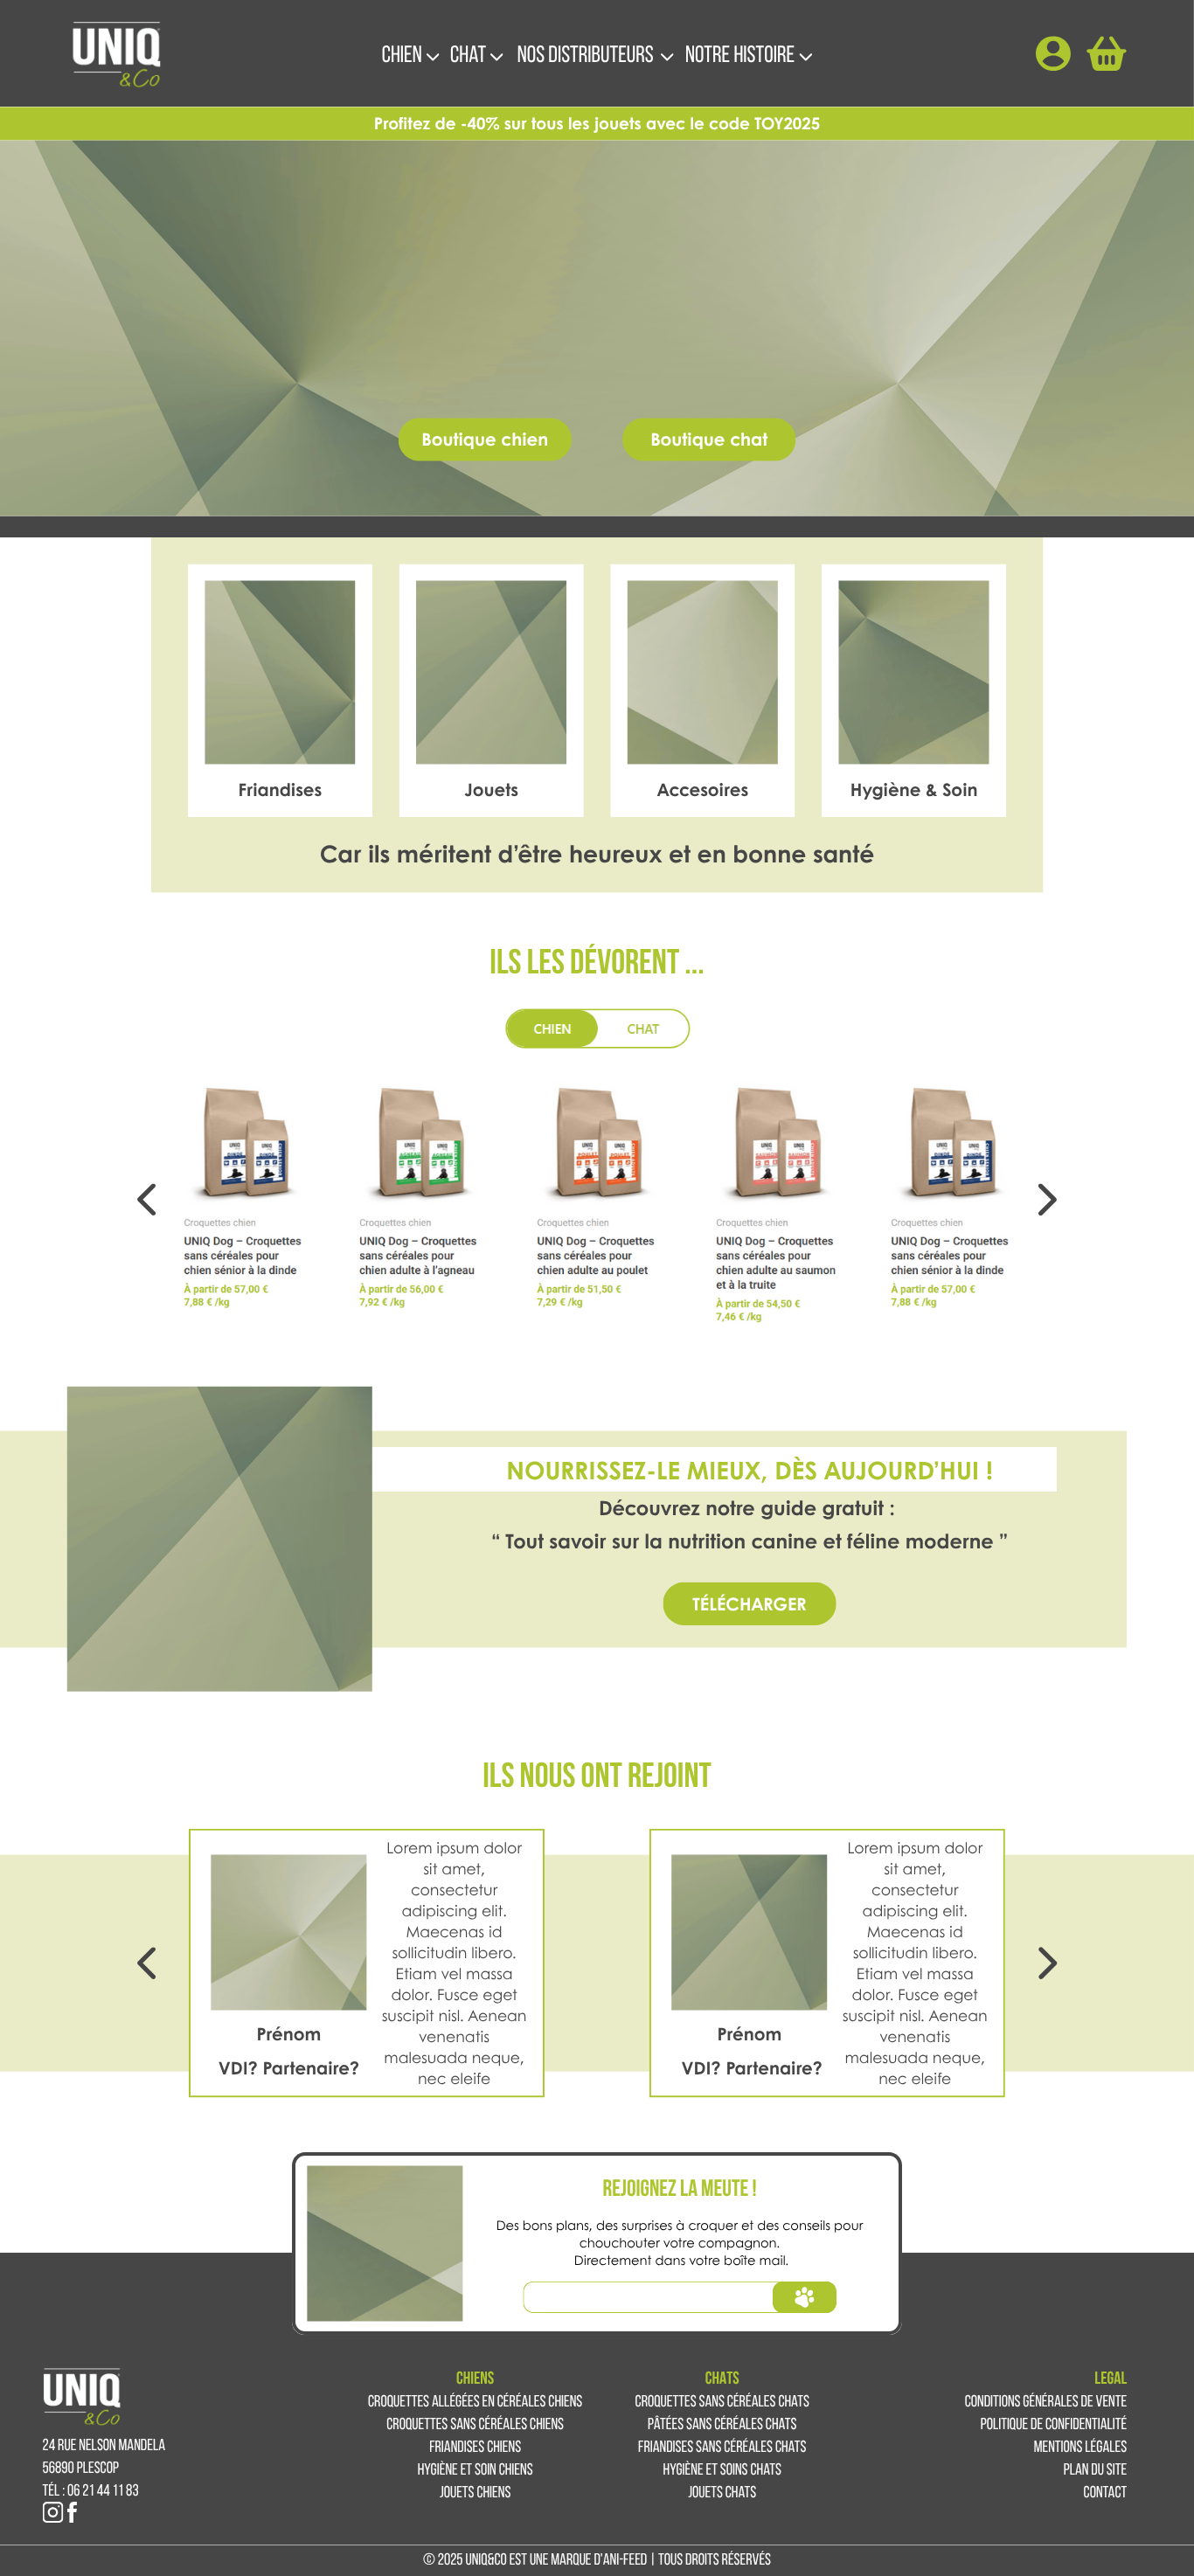 UNIQ
&Co
CHIEN CHAT NOS DISTRIBUTEURS NOTRE HISTOIRE
Profitez de -40% sur tous les jouets avec le code TOY2025
Boutique chien
Boutique chat
Friandises
Jouets
Accesoires
Hygiène & Soin
Car ils méritent d'être heureux et en bonne santé
ILS LES DÉVORENT ...
CHIEN CHAT
Croquettes chien
UNIQ Dog – Croquettes
sans céréales pour
chien sénior à la dinde
À partir de 57,00 €
7,88 € /kg
Croquettes chien
UNIQ Dog – Croquettes
sans céréales pour
chien adulte à l'agneau
À partir de 56,00 €
7,92 € /kg
Croquettes chien
UNIQ Dog – Croquettes
sans céréales pour
chien adulte au poulet
À partir de 51,50 €
7,29 € /kg
Croquettes chien
UNIQ Dog – Croquettes
sans céréales pour
chien adulte au saumon
et à la truite
À partir de 54,50 €
7,46 € /kg
Croquettes chien
UNIQ Dog – Croquettes
sans céréales pour
chien sénior à la dinde
À partir de 57,00 €
7,88 € /kg
NOURRISSEZ-LE MIEUX, DÈS AUJOURD'HUI !
Découvrez notre guide gratuit :
“ Tout savoir sur la nutrition canine et féline moderne ”
TÉLÉCHARGER
ILS NOUS ONT REJOINT
Lorem ipsum dolor
sit amet,
consectetur
adipiscing elit.
Maecenas id
sollicitudin libero.
Etiam vel massa
dolor. Fusce eget
suscipit nisl. Aenean
venenatis
malesuada neque,
nec eleife
Prénom
VDI? Partenaire?
Lorem ipsum dolor
sit amet,
consectetur
adipiscing elit.
Maecenas id
sollicitudin libero.
Etiam vel massa
dolor. Fusce eget
suscipit nisl. Aenean
venenatis
malesuada neque,
nec eleife
Prénom
VDI? Partenaire?
REJOIGNEZ LA MEUTE !
Des bons plans, des surprises à croquer et des conseils pour
chouchouter votre compagnon.
Directement dans votre boîte mail.
UNIQ
&Co
24 RUE NELSON MANDELA
56890 PLESCOP
TÉL : 06 21 44 11 83
CHIENS
CROQUETTES ALLÉGÉES EN CÉRÉALES CHIENS
CROQUETTES SANS CÉRÉALES CHIENS
FRIANDISES CHIENS
HYGIÈNE ET SOIN CHIENS
JOUETS CHIENS
CHATS
CROQUETTES SANS CÉRÉALES CHATS
PÂTÉES SANS CÉRÉALES CHATS
FRIANDISES SANS CÉRÉALES CHATS
HYGIÈNE ET SOINS CHATS
JOUETS CHATS
LEGAL
CONDITIONS GÉNÉRALES DE VENTE
POLITIQUE DE CONFIDENTIALITÉ
MENTIONS LÉGALES
PLAN DU SITE
CONTACT
© 2025 UNIQ&CO EST UNE MARQUE D'ANI-FEED | TOUS DROITS RÉSERVÉS